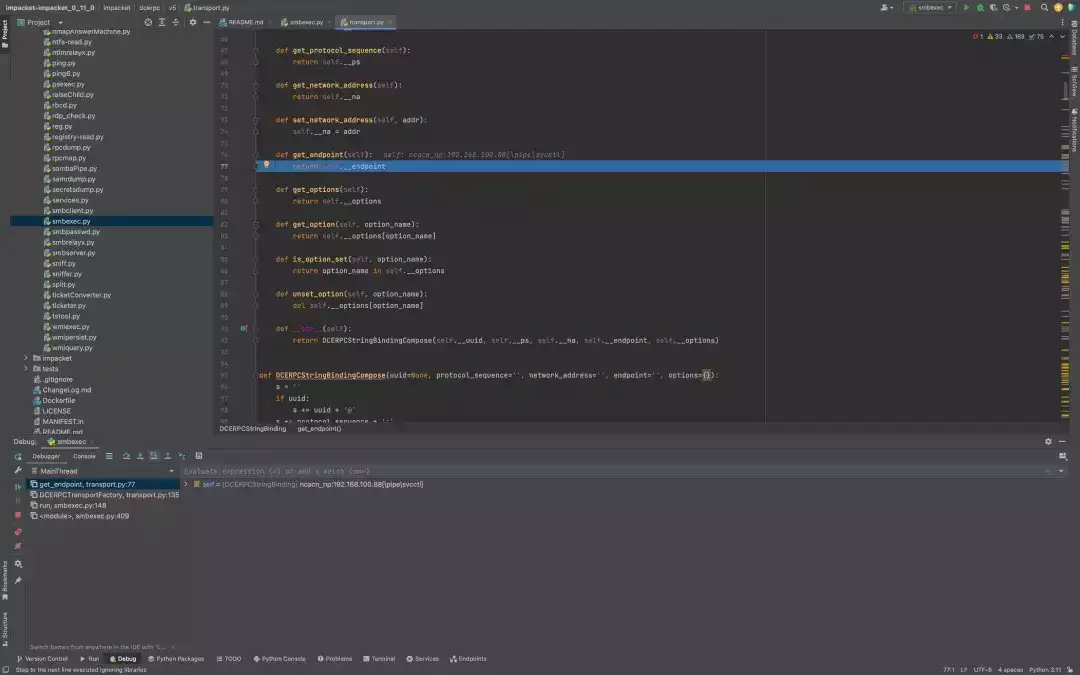 impacket-impacket_0_11_0 〉 impacket 〉 dcerpc 〉 v5 〉 transport.py
smbexec
Project
README.md
smbexec.py
transport.py
1 33 163 75
nmapAnswerMachine.py
ntfs-read.py
ntlmrelayx.py
ping.py
ping6.py
psexec.py
raiseChild.py
rbcd.py
rdp_check.py
reg.py
registry-read.py
rpcdump.py
rpcmap.py
sambaPipe.py
samrdump.py
secretsdump.py
services.py
smbclient.py
smbexec.py
smbpasswd.py
smbrelayx.py
smbserver.py
sniff.py
sniffer.py
split.py
ticketConverter.py
ticketer.py
tstool.py
wmiexec.py
wmipersist.py
wmiquery.py
impacket
tests
.gitignore
ChangeLog.md
Dockerfile
LICENSE
MANIFEST.in
README.md
def get_protocol_sequence(self):
return self.__ps
def get_network_address(self):
return self.__na
def set_network_address(self, addr):
self.__na = addr
def get_endpoint(self): self: ncacn_np:192.168.100.88[\pipe\svcctl]
77 return self.__endpoint
def get_options(self):
return self.__options
def get_option(self, option_name):
return self.__options[option_name]
def is_option_set(self, option_name):
return option_name in self.__options
def unset_option(self, option_name):
del self.__options[option_name]
def __str__(self):
return DCERPCStringBindingCompose(self.__uuid, self.__ps, self.__na, self.__endpoint, self.__options)
def DCERPCStringBindingCompose(uuid=None, protocol_sequence='', network_address='', endpoint='', options={}):
s = ''
if uuid:
s += uuid + '@'
s += protocol_sequence + ':'
DCERPCStringBinding 〉 get_endpoint()
Project
Database
SciView
Notifications
Debug: smbexec
Debugger Console
MainThread
Evaluate expression (⏎) or add a watch (⇧⌘⏎)
get_endpoint, transport.py:77
DCERPCTransportFactory, transport.py:135
run, smbexec.py:148
<module>, smbexec.py:409
self = {DCERPCStringBinding} ncacn_np:192.168.100.88[\pipe\svcctl]
Bookmarks
Structure
Switch frames from anywhere in the IDE with
Version Control Run Debug Python Packages TODO Python Console Problems Terminal Services Endpoints
Step to the next line executed ignoring libraries
77:1 LF UTF-8 4 spaces Python 3.11